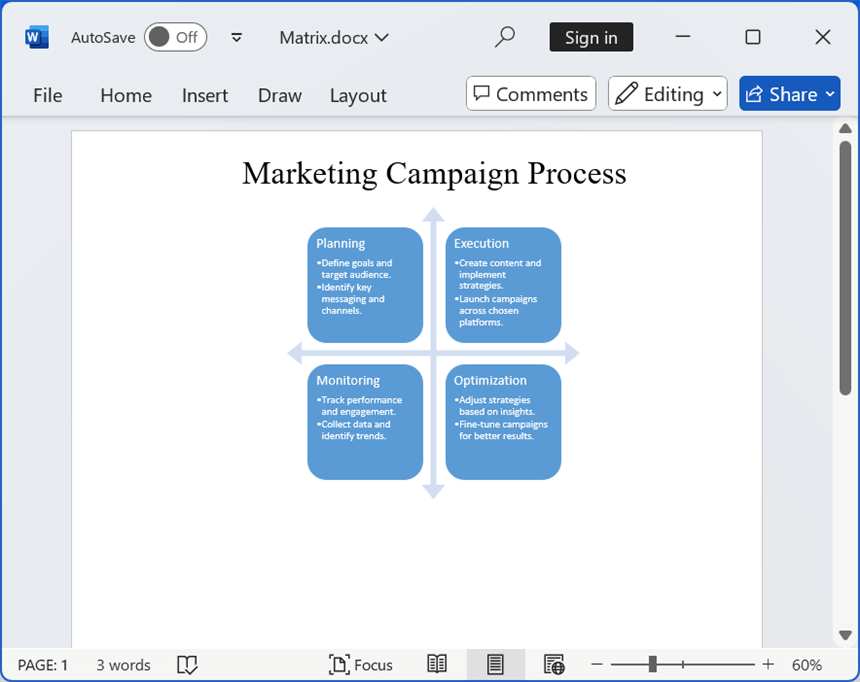 W
AutoSave Off Matrix.docx Sign in
File Home Insert Draw Layout Comments Editing Share
Marketing Campaign Process
Planning
•Define goals and
target audience.
•Identify key
messaging and
channels.
Execution
•Create content and
implement
strategies.
•Launch campaigns
across chosen
platforms.
Monitoring
•Track performance
and engagement.
•Collect data and
identify trends.
Optimization
•Adjust strategies
based on insights.
•Fine-tune campaigns
for better results.
PAGE: 1 3 words Focus 60%